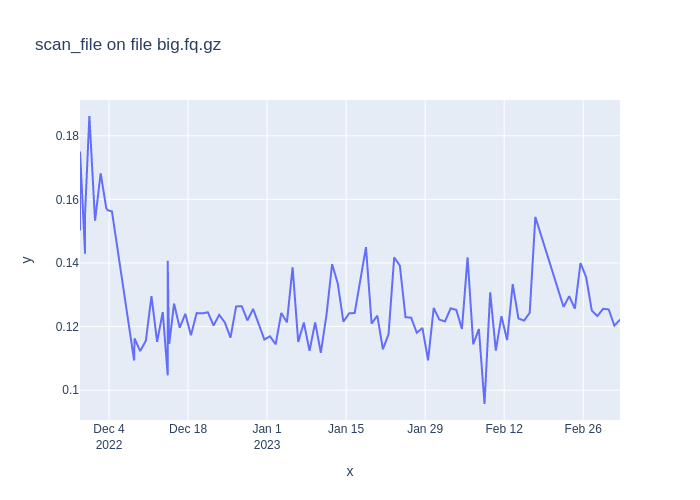 scan_file on file big.fq.gz
0.18
0.16
0.14
0.12
0.1
y
Dec 4
2022
Dec 18
Jan 1
2023
Jan 15
Jan 29
Feb 12
Feb 26
x